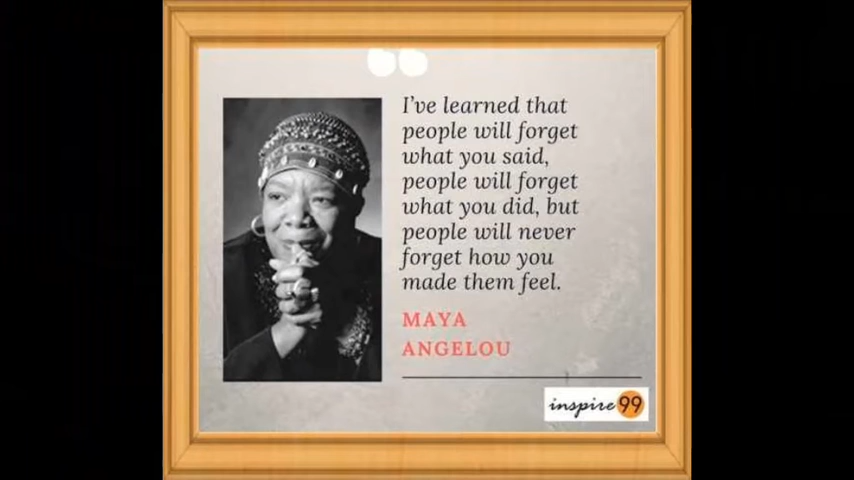 I've learned that
people will forget
what you said,
people will forget
what you did, but
people will never
forget how you
made them feel.
MAYA
ANGELOU
inspire99